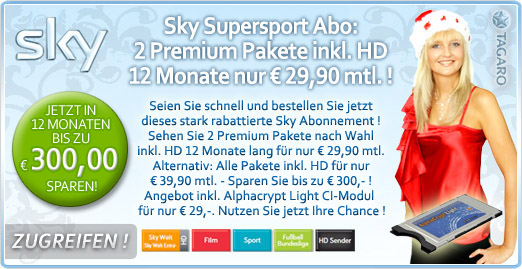 sky
Sky Supersport Abo:
2 Premium Pakete inkl. HD
12 Monate nur € 29,90 mtl. !
TAGARO
JETZT IN
12 MONATEN
BIS ZU
€ 300,00
SPAREN!
Seien Sie schnell und bestellen Sie jetzt
dieses stark rabattierte Sky Abonnement !
Sehen Sie 2 Premium Pakete nach Wahl
inkl. HD 12 Monate lang für nur € 29,90 mtl.
Alternativ: Alle Pakete inkl. HD für nur
€ 39,90 mtl. - Sparen Sie bis zu € 300,- !
Angebot inkl. Alphacrypt Light CI-Modul
für nur € 29,-. Nutzen Sie jetzt Ihre Chance !
ZUGREIFEN !
Sky Welt
Sky Welt Extra
Film
Sport
Fußball
Bundesliga
HD Sender